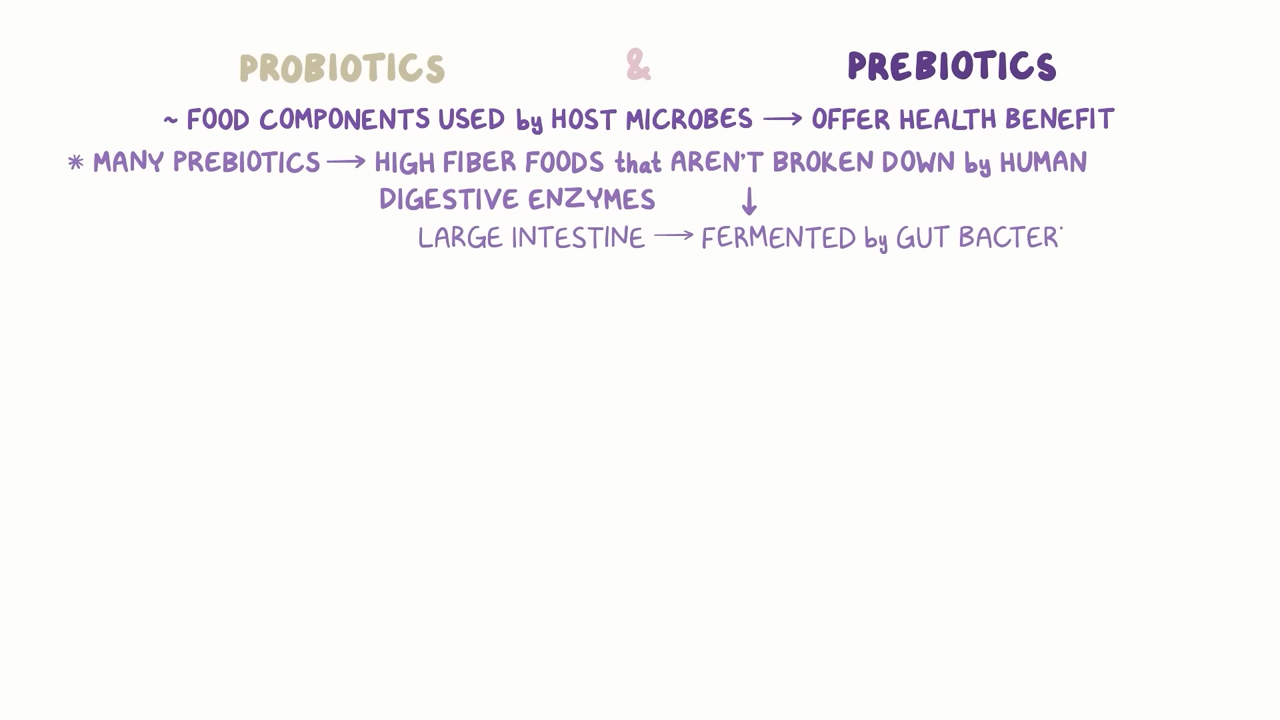 PROBIOTICS & PREBIOTICS
~ FOOD COMPONENTS USED by HOST MICROBES → OFFER HEALTH BENEFIT
* MANY PREBIOTICS → HIGH FIBER FOODS that AREN'T BROKEN DOWN by HUMAN
DIGESTIVE ENZYMES ↓
LARGE INTESTINE → FERMENTED by GUT BACTER